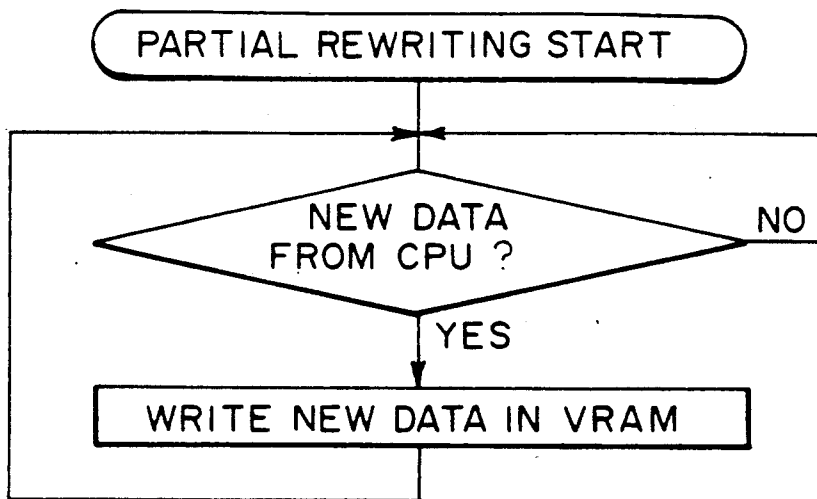 PARTIAL REWRITING START
NEW DATA
FROM CPU ?
NO
YES
WRITE NEW DATA IN VRAM